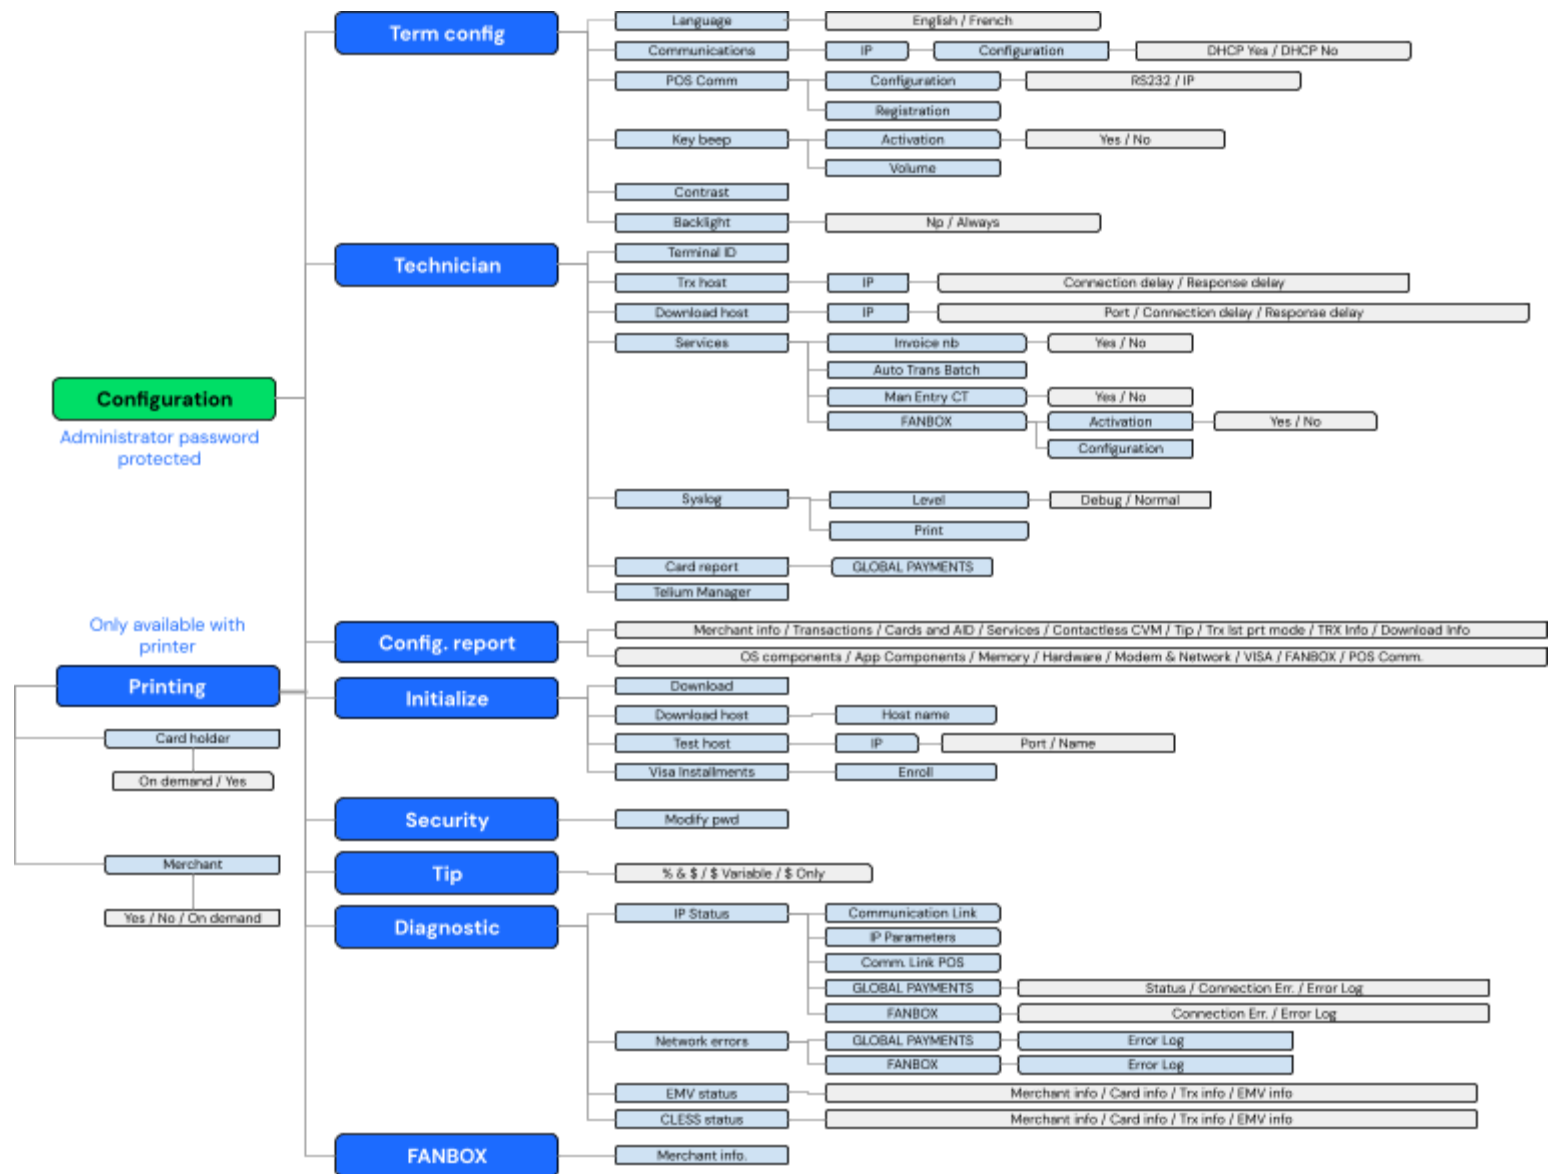 Configuration
Administrator password
protected
Term config
Language
English / French
Communications
IP
Configuration
DHCP Yes / DHCP No
POS Comm
Configuration
RS232 / IP
Registration
Key beep
Activation
Yes / No
Volume
Contrast
Backlight
Np / Always
Technician
Terminal ID
Trx host
IP
Connection delay / Response delay
Download host
IP
Port / Connection delay / Response delay
Services
Invoice nb
Yes / No
Auto Trans Batch
Man Entry CT
Yes / No
FANBOX
Activation
Yes / No
Configuration
Syslog
Level
Debug / Normal
Print
Card report
GLOBAL PAYMENTS
Telium Manager
Config. report
Merchant info / Transactions / Cards and AID / Services / Contactless CVM / Tip / Trx lst prt mode / TRX Info / Download Info
OS components / App Components / Memory / Hardware / Modem & Network / VISA / FANBOX / POS Comm.
Only available with
printer
Printing
Card holder
On demand / Yes
Merchant
Yes / No / On demand
Initialize
Download
Download host
Host name
Test host
IP
Port / Name
Visa Installments
Enroll
Security
Modify pwd
Tip
% & $ / $ Variable / $ Only
Diagnostic
IP Status
Communication Link
IP Parameters
Comm. Link POS
GLOBAL PAYMENTS
Status / Connection Err. / Error Log
FANBOX
Connection Err. / Error Log
Network errors
GLOBAL PAYMENTS
Error Log
FANBOX
Error Log
EMV status
Merchant info / Card info / Trx info / EMV info
CLESS status
Merchant info / Card info / Trx info / EMV info
FANBOX
Merchant info.